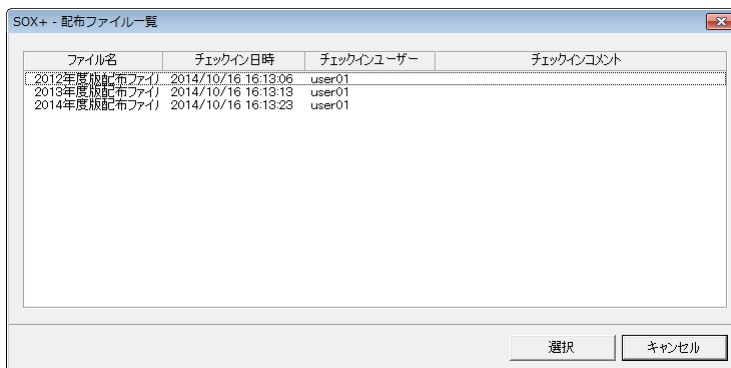 SOX+ - 配布ファイル一覧
ファイル名 チェックイン日時 チェックインユーザー チェックインコメント
2012年度版配布ファイル 2014/10/16 16:13:06 user01
2013年度版配布ファイル 2014/10/16 16:13:13 user01
2014年度版配布ファイル 2014/10/16 16:13:23 user01
選択 キャンセル